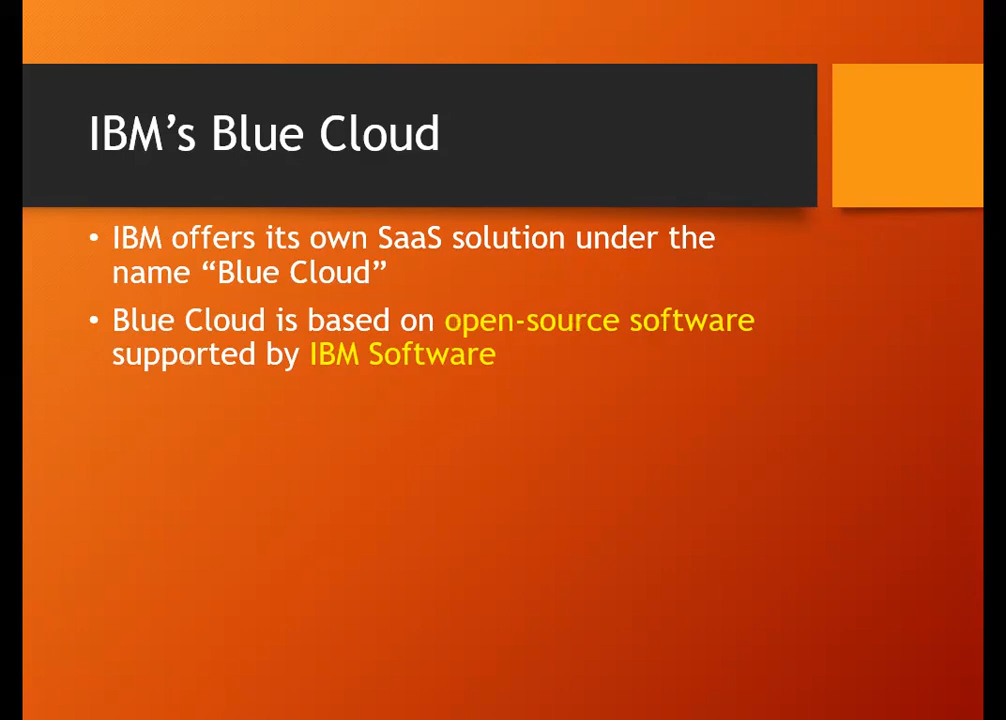 IBM’s Blue Cloud
• IBM offers its own SaaS solution under the
name “Blue Cloud”
• Blue Cloud is based on open-source software
supported by IBM Software